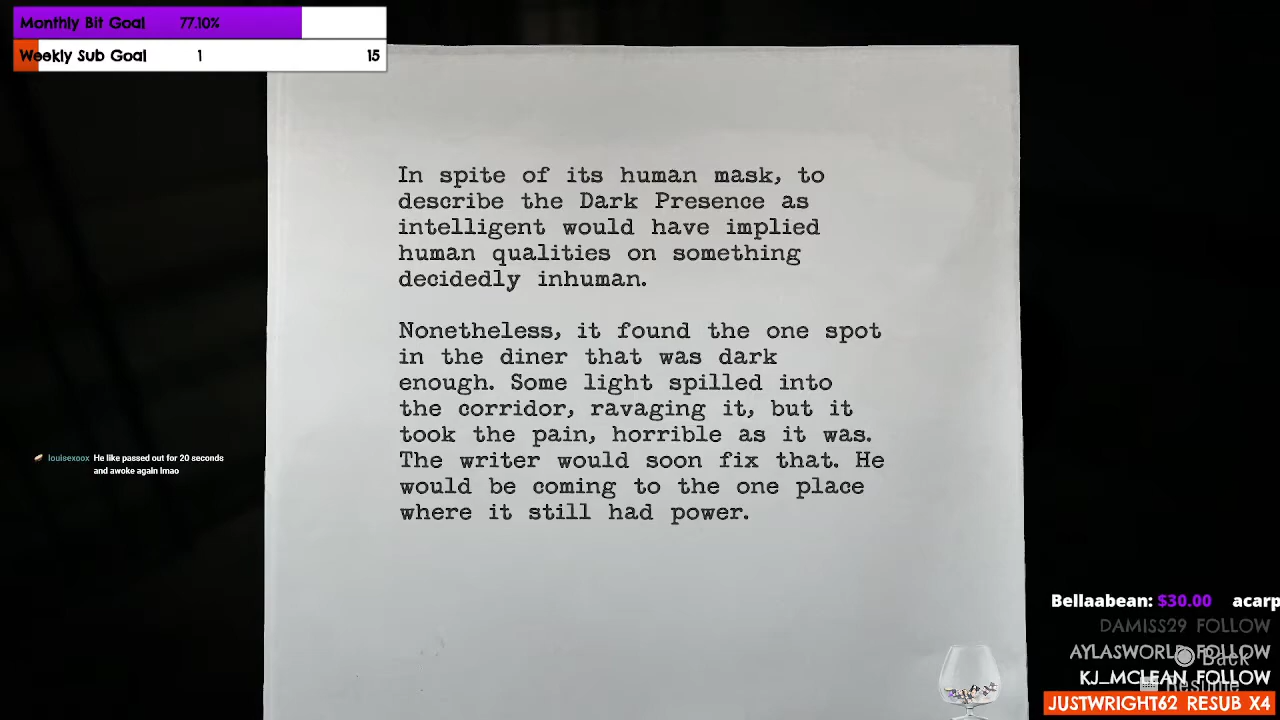 Monthly Bit Goal 77.10%
Weekly Sub Goal 1 15
In spite of its human mask, to
describe the Dark Presence as
intelligent would have implied
human qualities on something
decidedly inhuman.
Nonetheless, it found the one spot
in the diner that was dark
enough. Some light spilled into
the corridor, ravaging it, but it
took the pain, horrible as it was.
The writer would soon fix that. He
would be coming to the one place
where it still had power.
louisexoox He like passed out for 20 seconds
and awoke again lmao
Bellaabean: $30.00 acarp
DAMISS29 FOLLOW
AYLASWORLD FOLLOW
Back
KJ_MCLEAN FOLLOW
Resume
JUSTWRIGHT62 RESUB X4